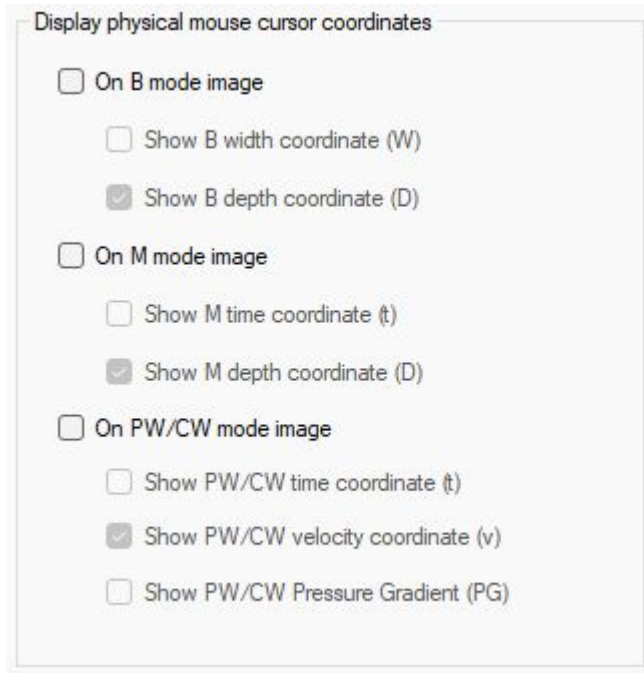 Display physical mouse cursor coordinates
On B mode image
Show B width coordinate (W)
Show B depth coordinate (D)
On M mode image
Show M time coordinate (t)
Show M depth coordinate (D)
On PW/CW mode image
Show PW/CW time coordinate (t)
Show PW/CW velocity coordinate (v)
Show PW/CW Pressure Gradient (PG)